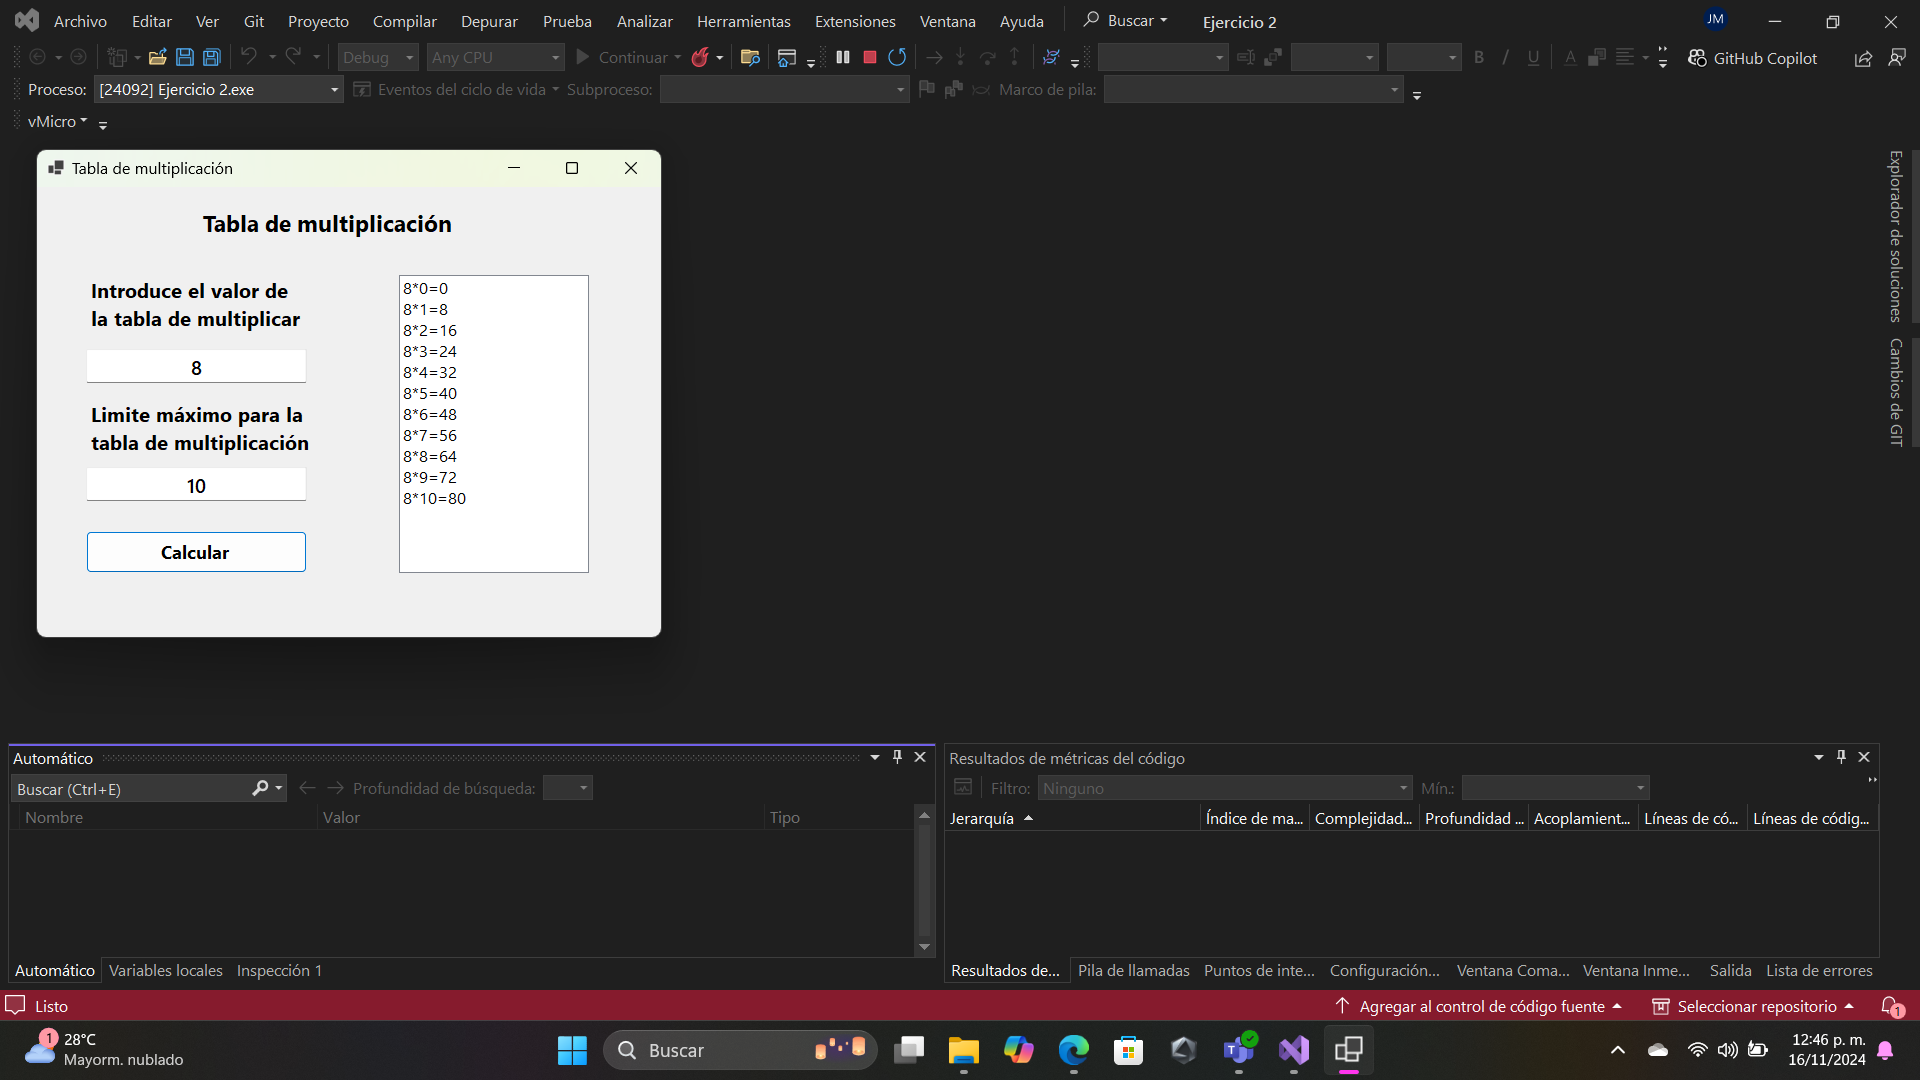 Archivo Editar Ver Git Proyecto Compilar Depurar Prueba Analizar Herramientas Extensiones Ventana Ayuda Buscar Ejercicio 2 JM
Debug Any CPU Continuar B I U A GitHub Copilot
Proceso: [24092] Ejercicio 2.exe Eventos del ciclo de vida Subproceso: Marco de pila:
vMicro
Tabla de multiplicación
Tabla de multiplicación
Introduce el valor de
la tabla de multiplicar
8
Limite máximo para la
tabla de multiplicación
10
Calcular
8*0=0
8*1=8
8*2=16
8*3=24
8*4=32
8*5=40
8*6=48
8*7=56
8*8=64
8*9=72
8*10=80
Explorador de soluciones
Cambios de GIT
Automático
Buscar (Ctrl+E) Profundidad de búsqueda:
Nombre Valor Tipo
Automático Variables locales Inspección 1
Resultados de métricas del código
Filtro: Ninguno Mín.:
Jerarquía Índice de ma... Complejidad... Profundidad ... Acoplamient... Líneas de có... Líneas de códig...
Resultados de... Pila de llamadas Puntos de inte... Configuración... Ventana Coma... Ventana Inme... Salida Lista de errores
Listo Agregar al control de código fuente Seleccionar repositorio 1
1 28°C
Mayorm. nublado
Buscar
12:46 p. m.
16/11/2024